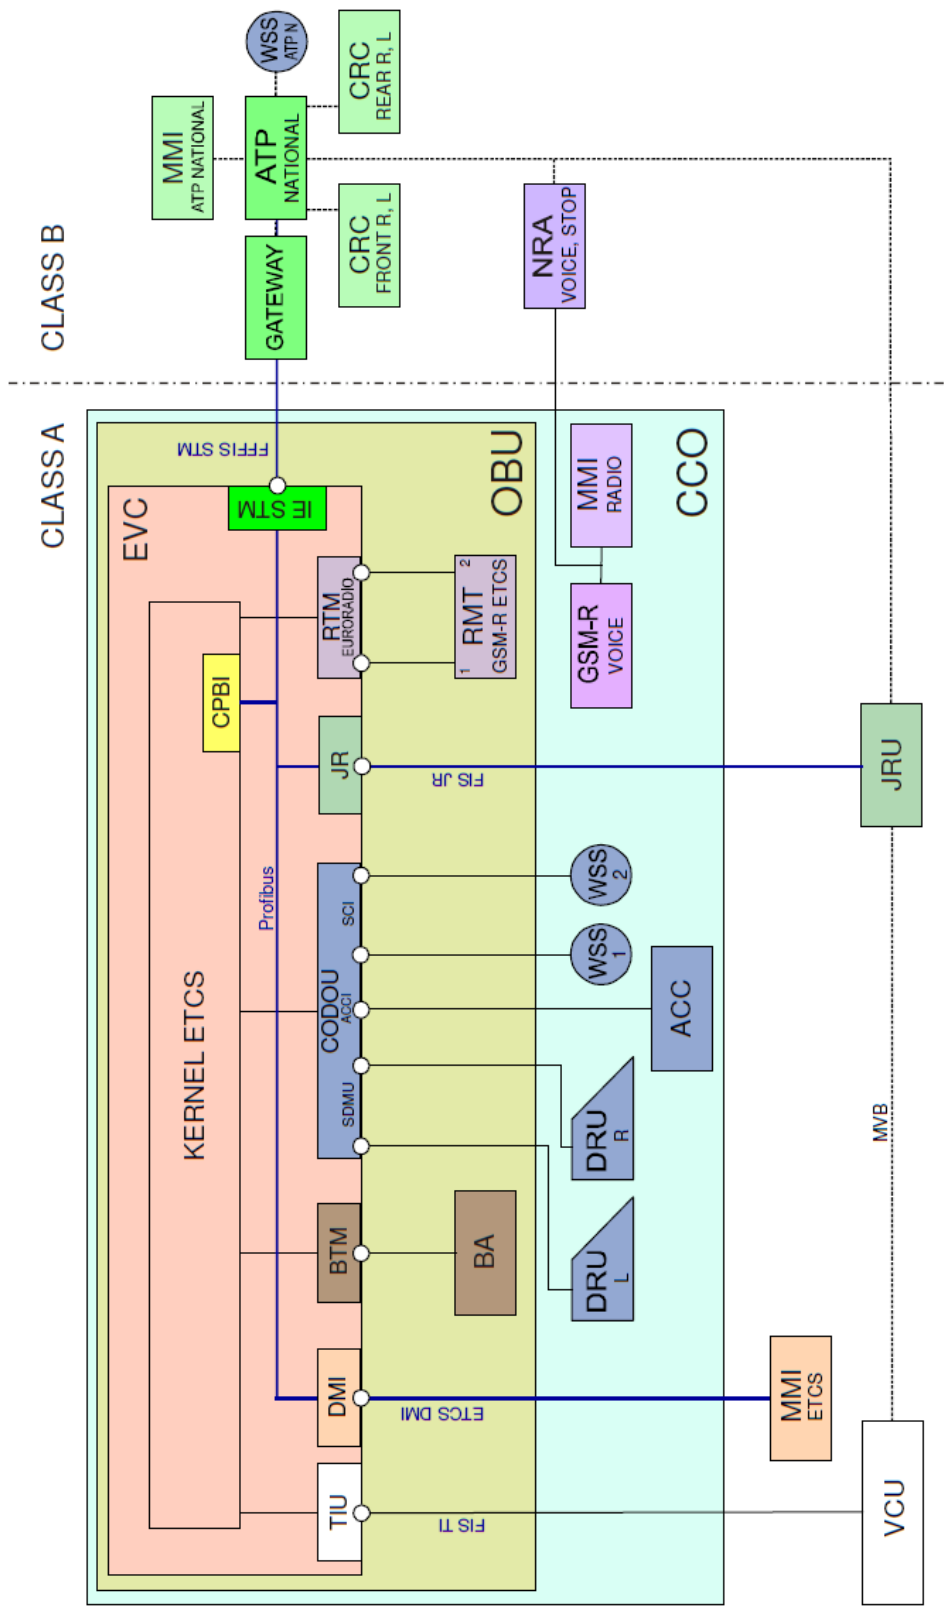 CLASS A
CLASS B
EVC
KERNEL ETCS
CPBI
Profibus
TIU
DMI
BTM
CODOU
SDMU
ACCI
SCI
JR
RTM
EURORADIO
IE STM
FFFIS STM
OBU
FIS TI
ETCS DMI
BA
FIS JR
RMT
GSM-R ETCS
1
2
CCO
DRU
L
DRU
R
ACC
WSS
1
WSS
2
GSM-R
VOICE
MMI
RADIO
GATEWAY
ATP
NATIONAL
MMI
ATP NATIONAL
WSS
ATP N
CRC
FRONT R, L
CRC
REAR R, L
NRA
VOICE, STOP
VCU
MMI
ETCS
MVB
JRU